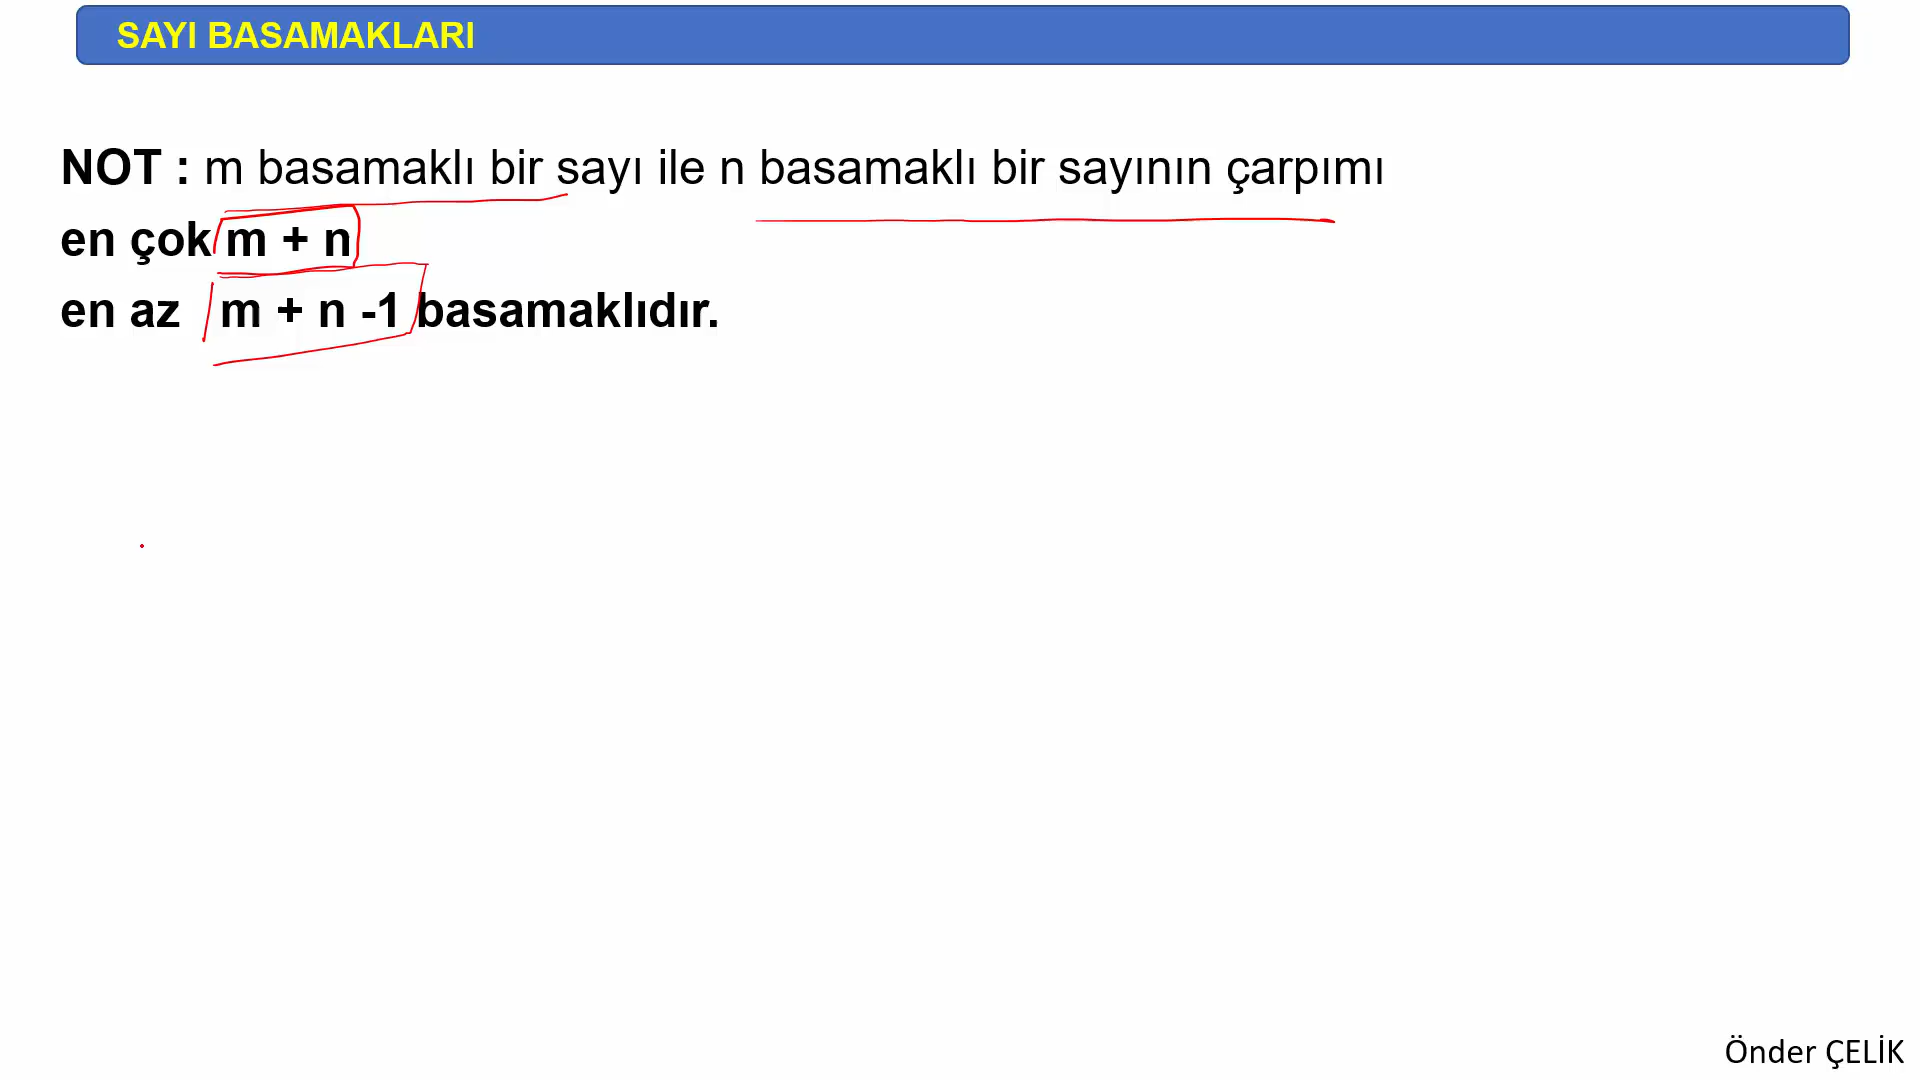 SAYI BASAMAKLARI
NOT : m basamaklı bir sayı ile n basamaklı bir sayının çarpımı
en çok m + n
en az m + n -1 basamaklıdır.
Önder ÇELİK